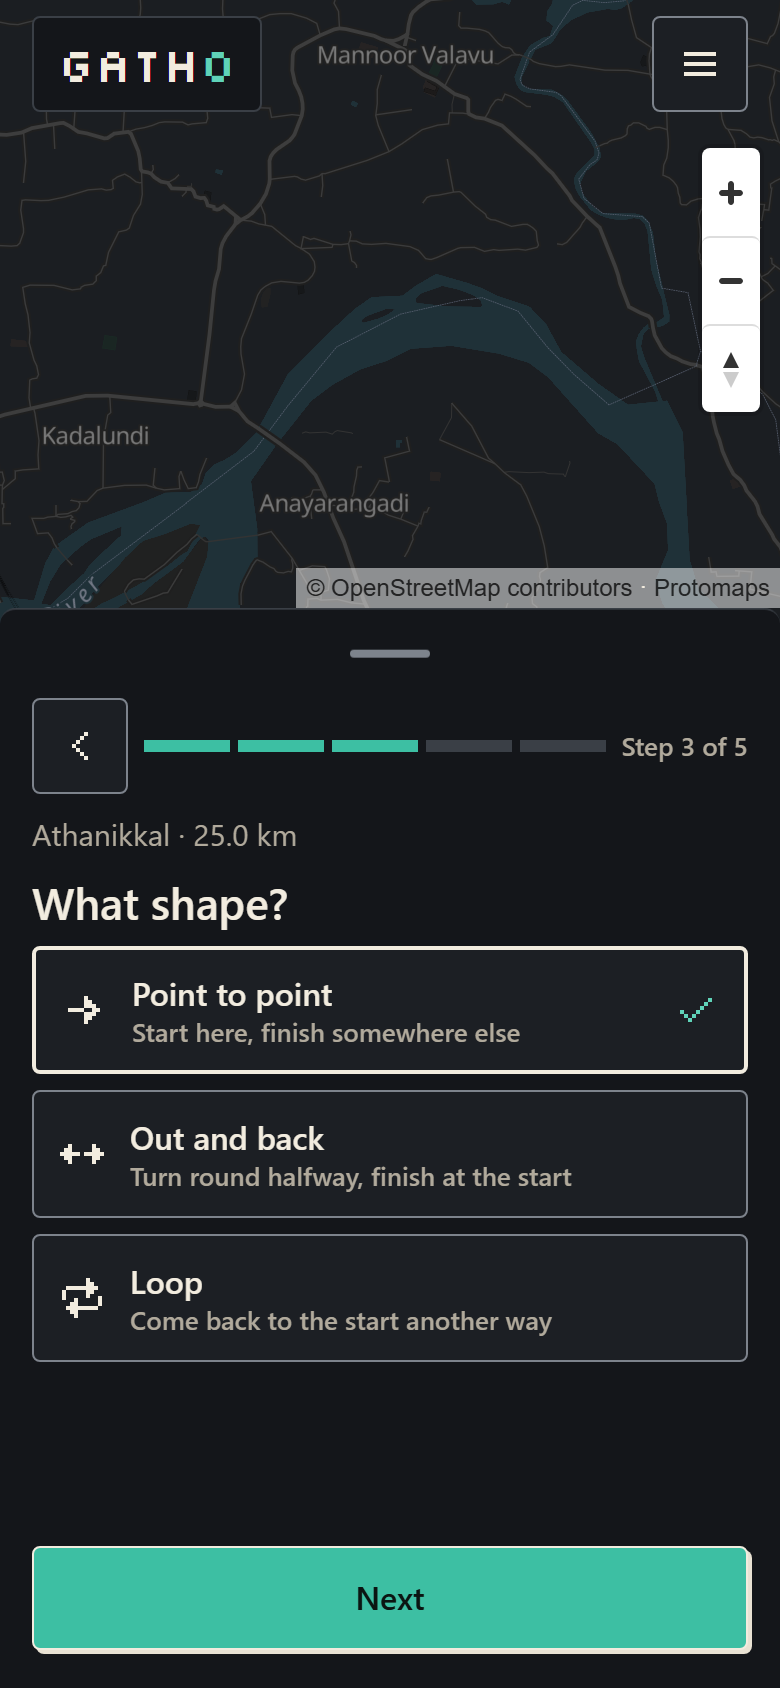 GATHO
Mannoor Valavu
Kadalundi
Anayarangadi
River
© OpenStreetMap contributors · Protomaps
Step 3 of 5
Athanikkal · 25.0 km
What shape?
Point to point
Start here, finish somewhere else
Out and back
Turn round halfway, finish at the start
Loop
Come back to the start another way
Next